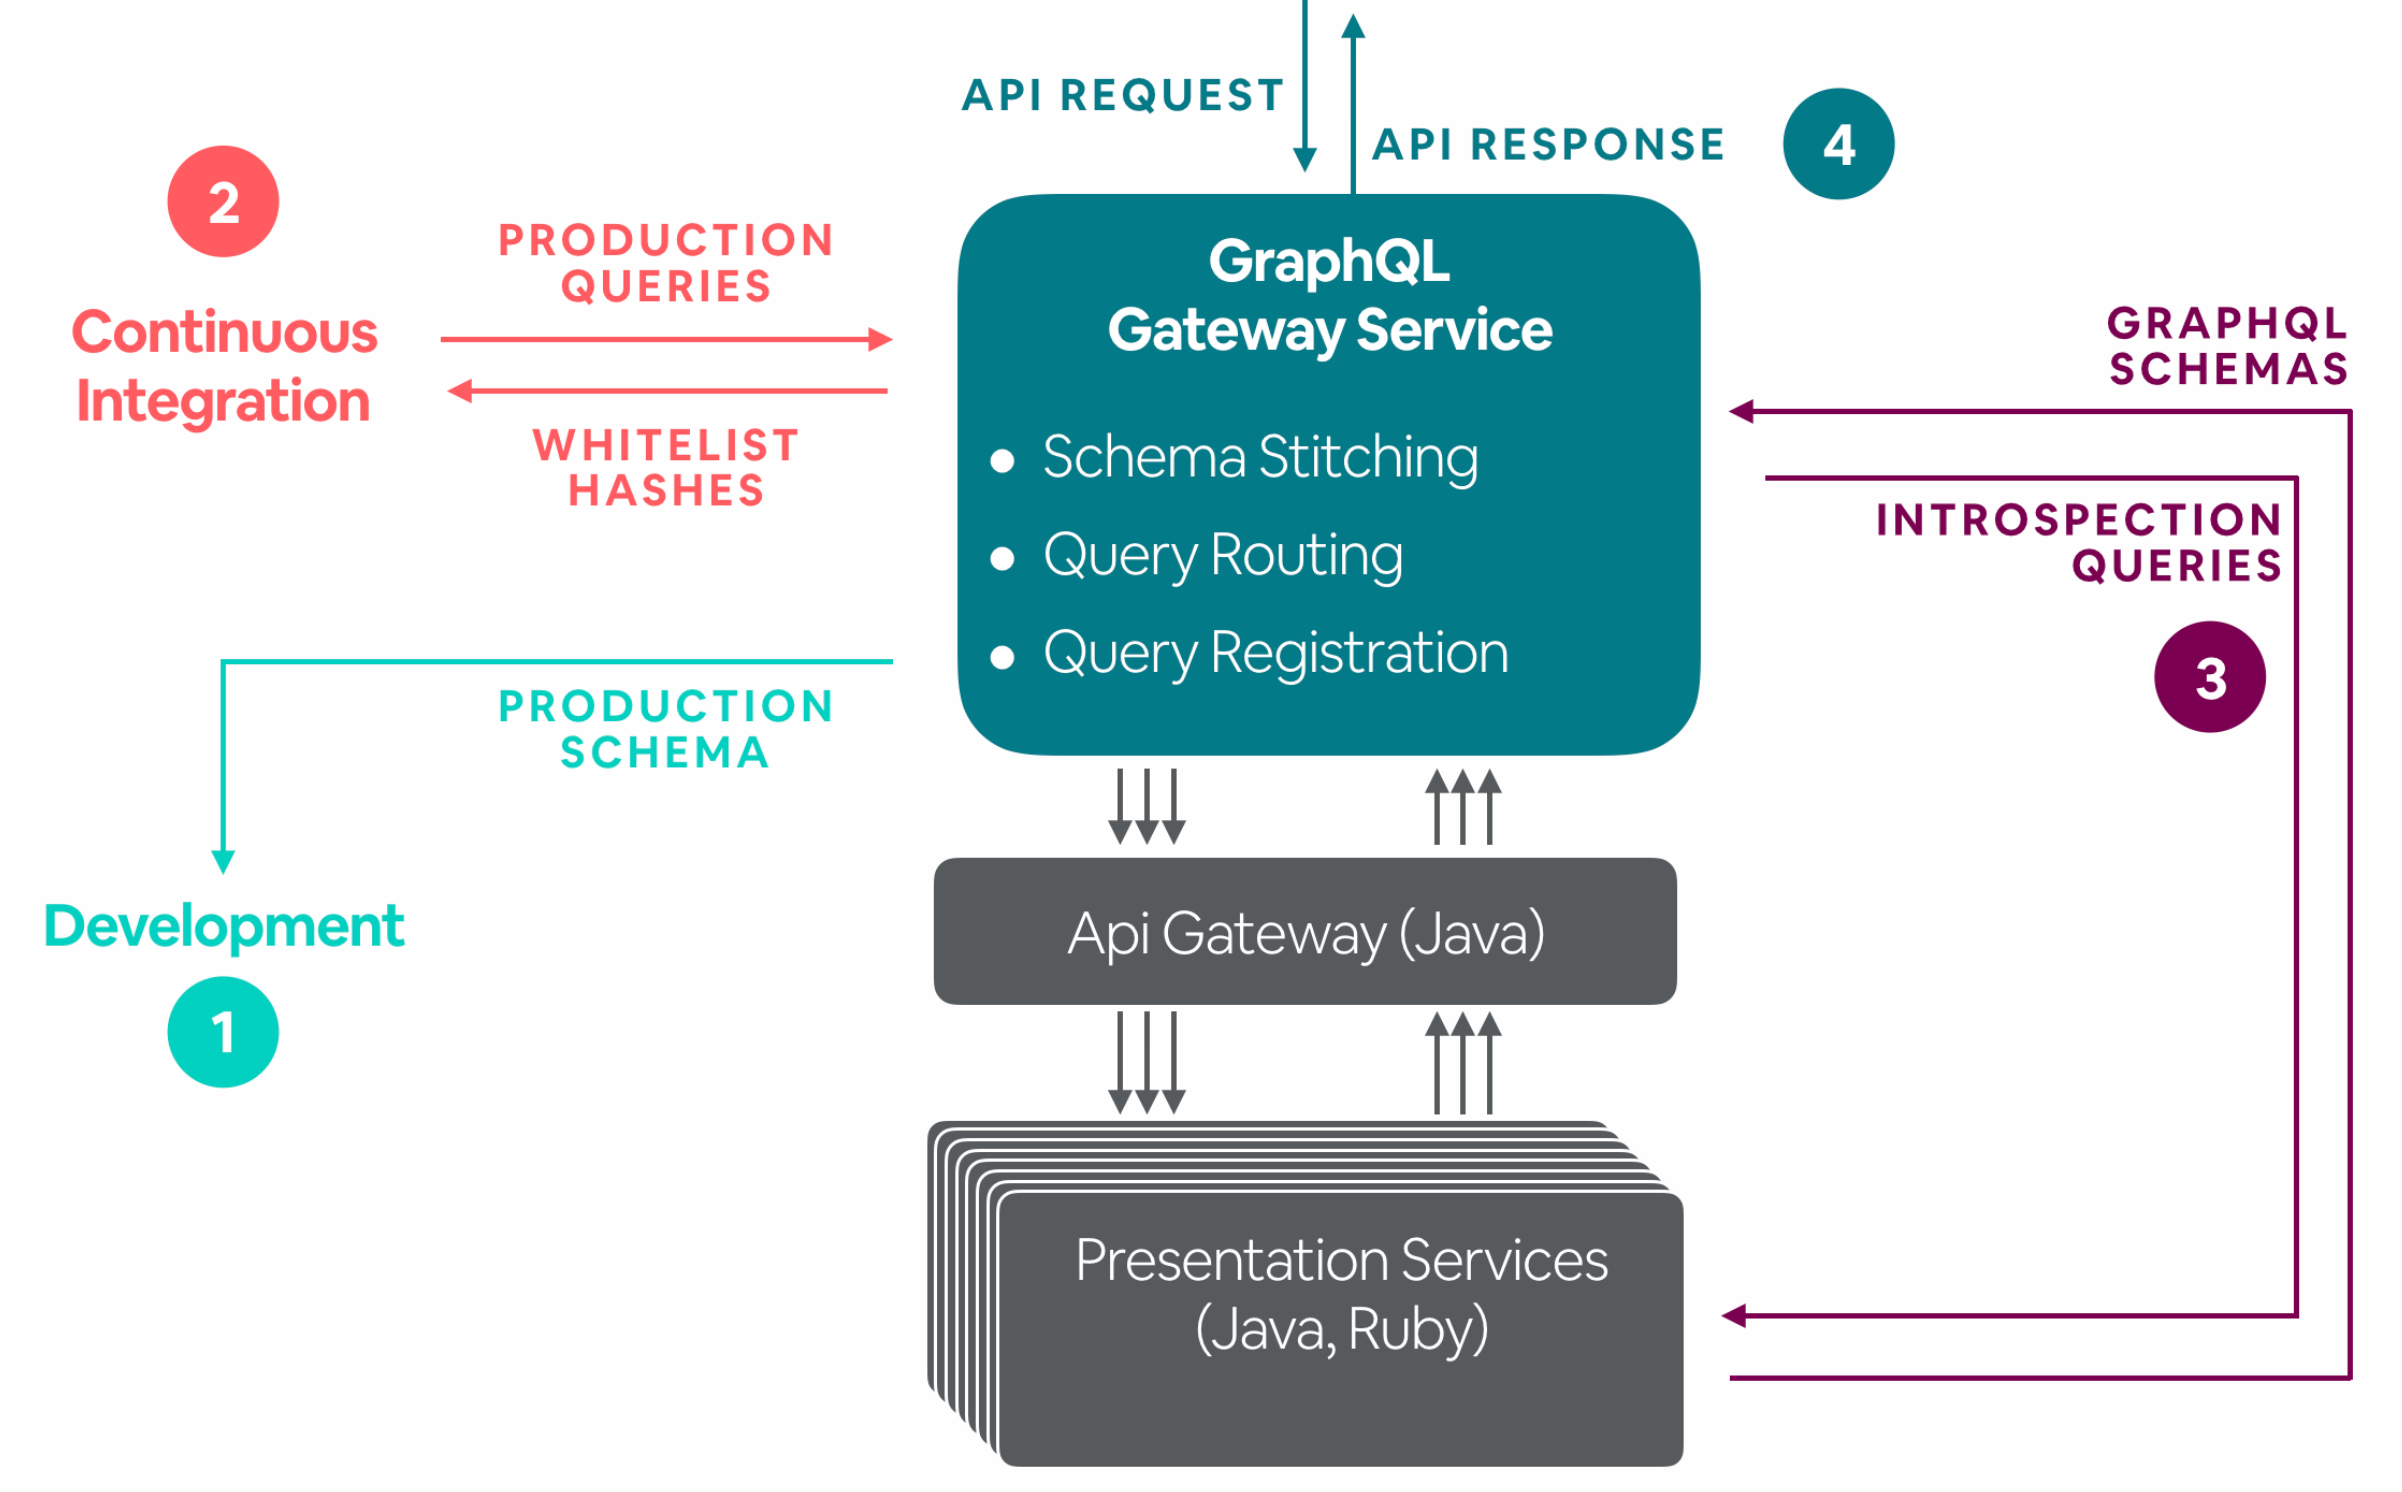 API REQUEST
API RESPONSE
4
2
PRODUCTION
QUERIES
Continuous
Integration
WHITELIST
HASHES
GraphQL
Gateway Service
• Schema Stitching
• Query Routing
• Query Registration
GRAPHQL
SCHEMAS
INTROSPECTION
QUERIES
3
PRODUCTION
SCHEMA
Development
1
Api Gateway (Java)
Presentation Services
(Java, Ruby)